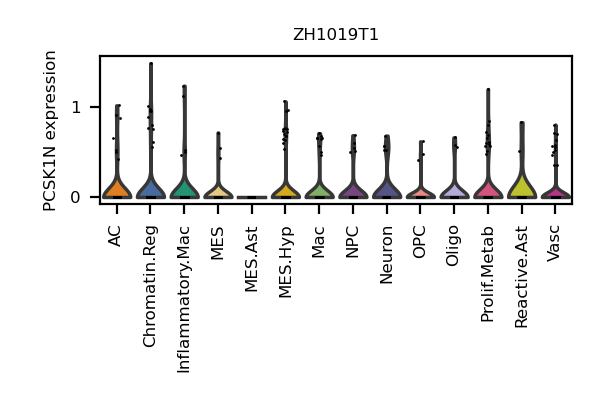 ZH1019T1
PCSK1N expression
1
0
AC
Chromatin.Reg
Inflammatory.Mac
MES
MES.Ast
MES.Hyp
Mac
NPC
Neuron
OPC
Oligo
Prolif.Metab
Reactive.Ast
Vasc